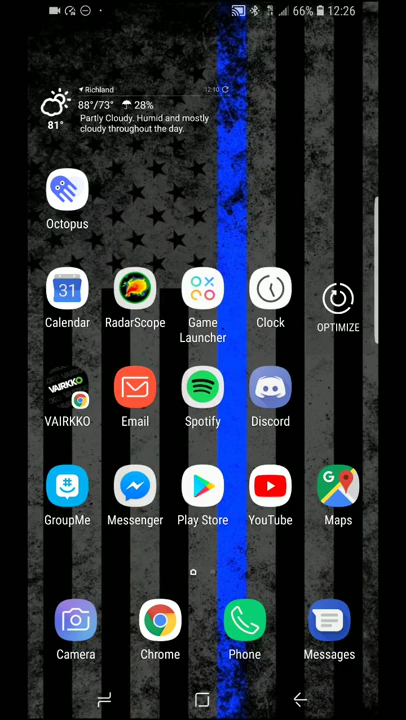 66% 12:26
Richland 12:10
88°/73° 28%
81° Partly Cloudy. Humid and mostly
cloudy throughout the day.
Octopus
31
Calendar RadarScope Game Launcher Clock OPTIMIZE
VAIRKKO
VAIRKKO Email Spotify Discord
G
GroupMe Messenger Play Store YouTube Maps
Camera Chrome Phone Messages